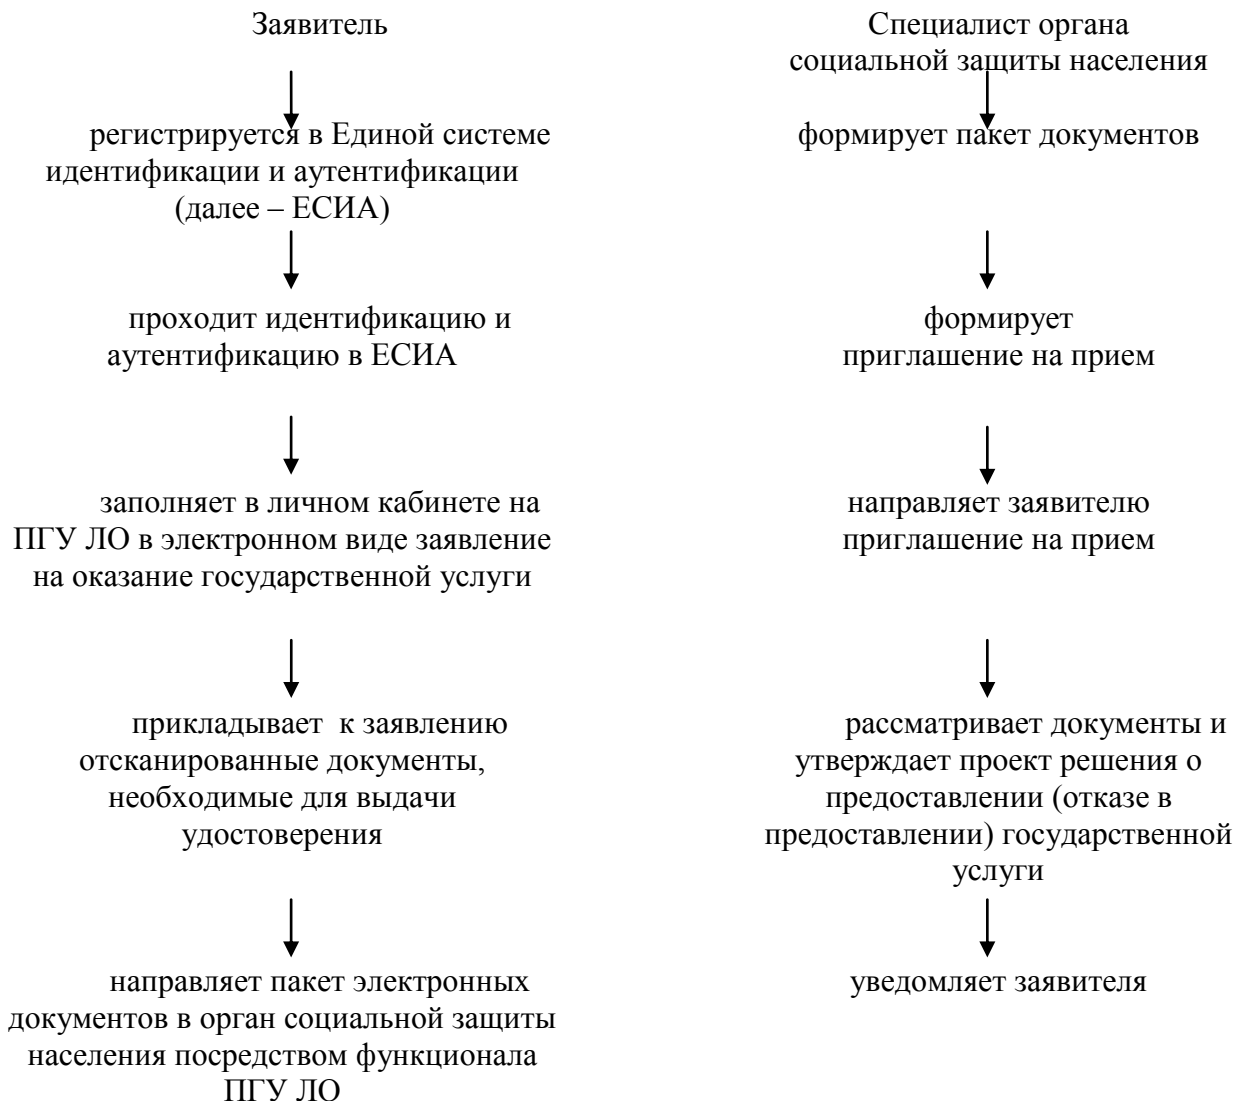 Заявитель
регистрируется в Единой системе
идентификации и аутентификации
(далее – ЕСИА)
проходит идентификацию и
аутентификацию в ЕСИА
заполняет в личном кабинете на
ПГУ ЛО в электронном виде заявление
на оказание государственной услуги
прикладывает к заявлению
отсканированные документы,
необходимые для выдачи
удостоверения
направляет пакет электронных
документов в орган социальной защиты
населения посредством функционала
ПГУ ЛО
Специалист органа
социальной защиты населения
формирует пакет документов
формирует
приглашение на прием
направляет заявителю
приглашение на прием
рассматривает документы и
утверждает проект решения о
предоставлении (отказе в
предоставлении) государственной
услуги
уведомляет заявителя